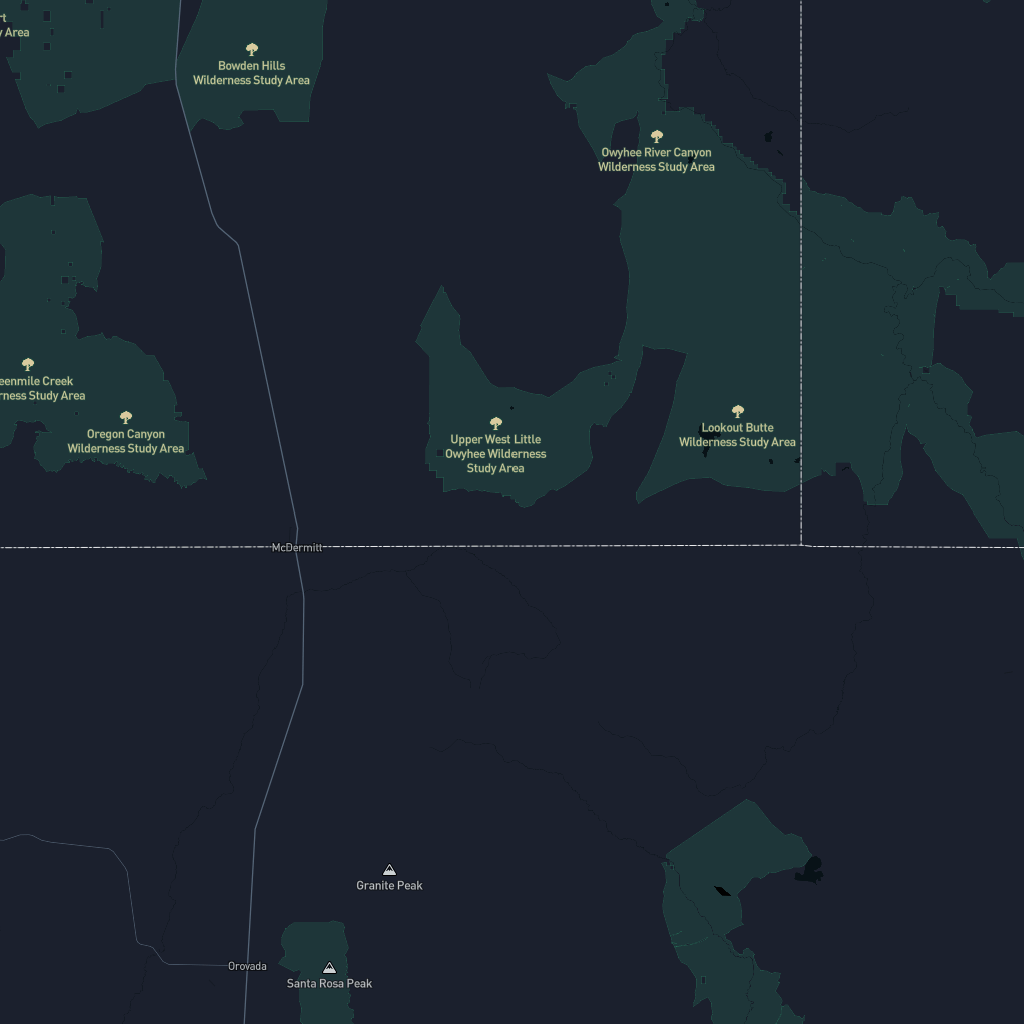 rt
y Area
Bowden Hills
Wilderness Study Area
Owyhee River Canyon
Wilderness Study Area
eenmile Creek
rness Study Area
Oregon Canyon
Wilderness Study Area
Upper West Little
Owyhee Wilderness
Study Area
Lookout Butte
Wilderness Study Area
McDermitt
Granite Peak
Orovada
Santa Rosa Peak